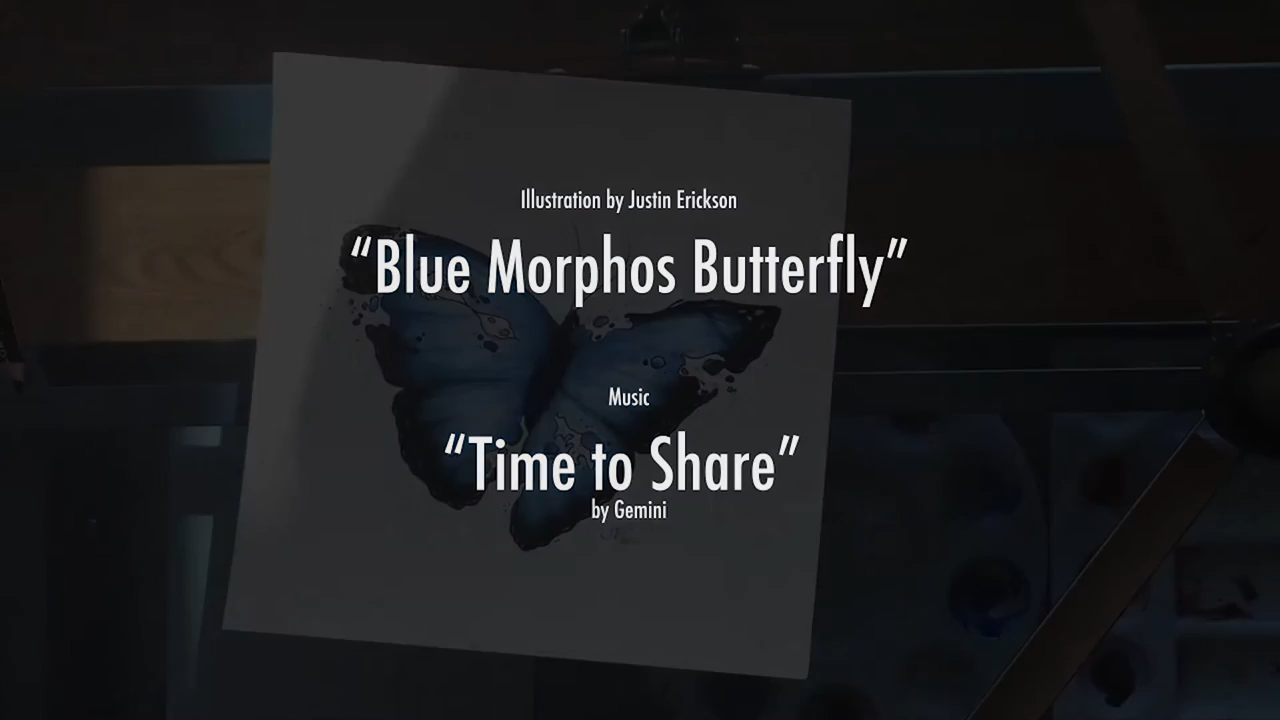 Illustration by Justin Erickson
“Blue Morphos Butterfly”
Music
“Time to Share”
by Gemini